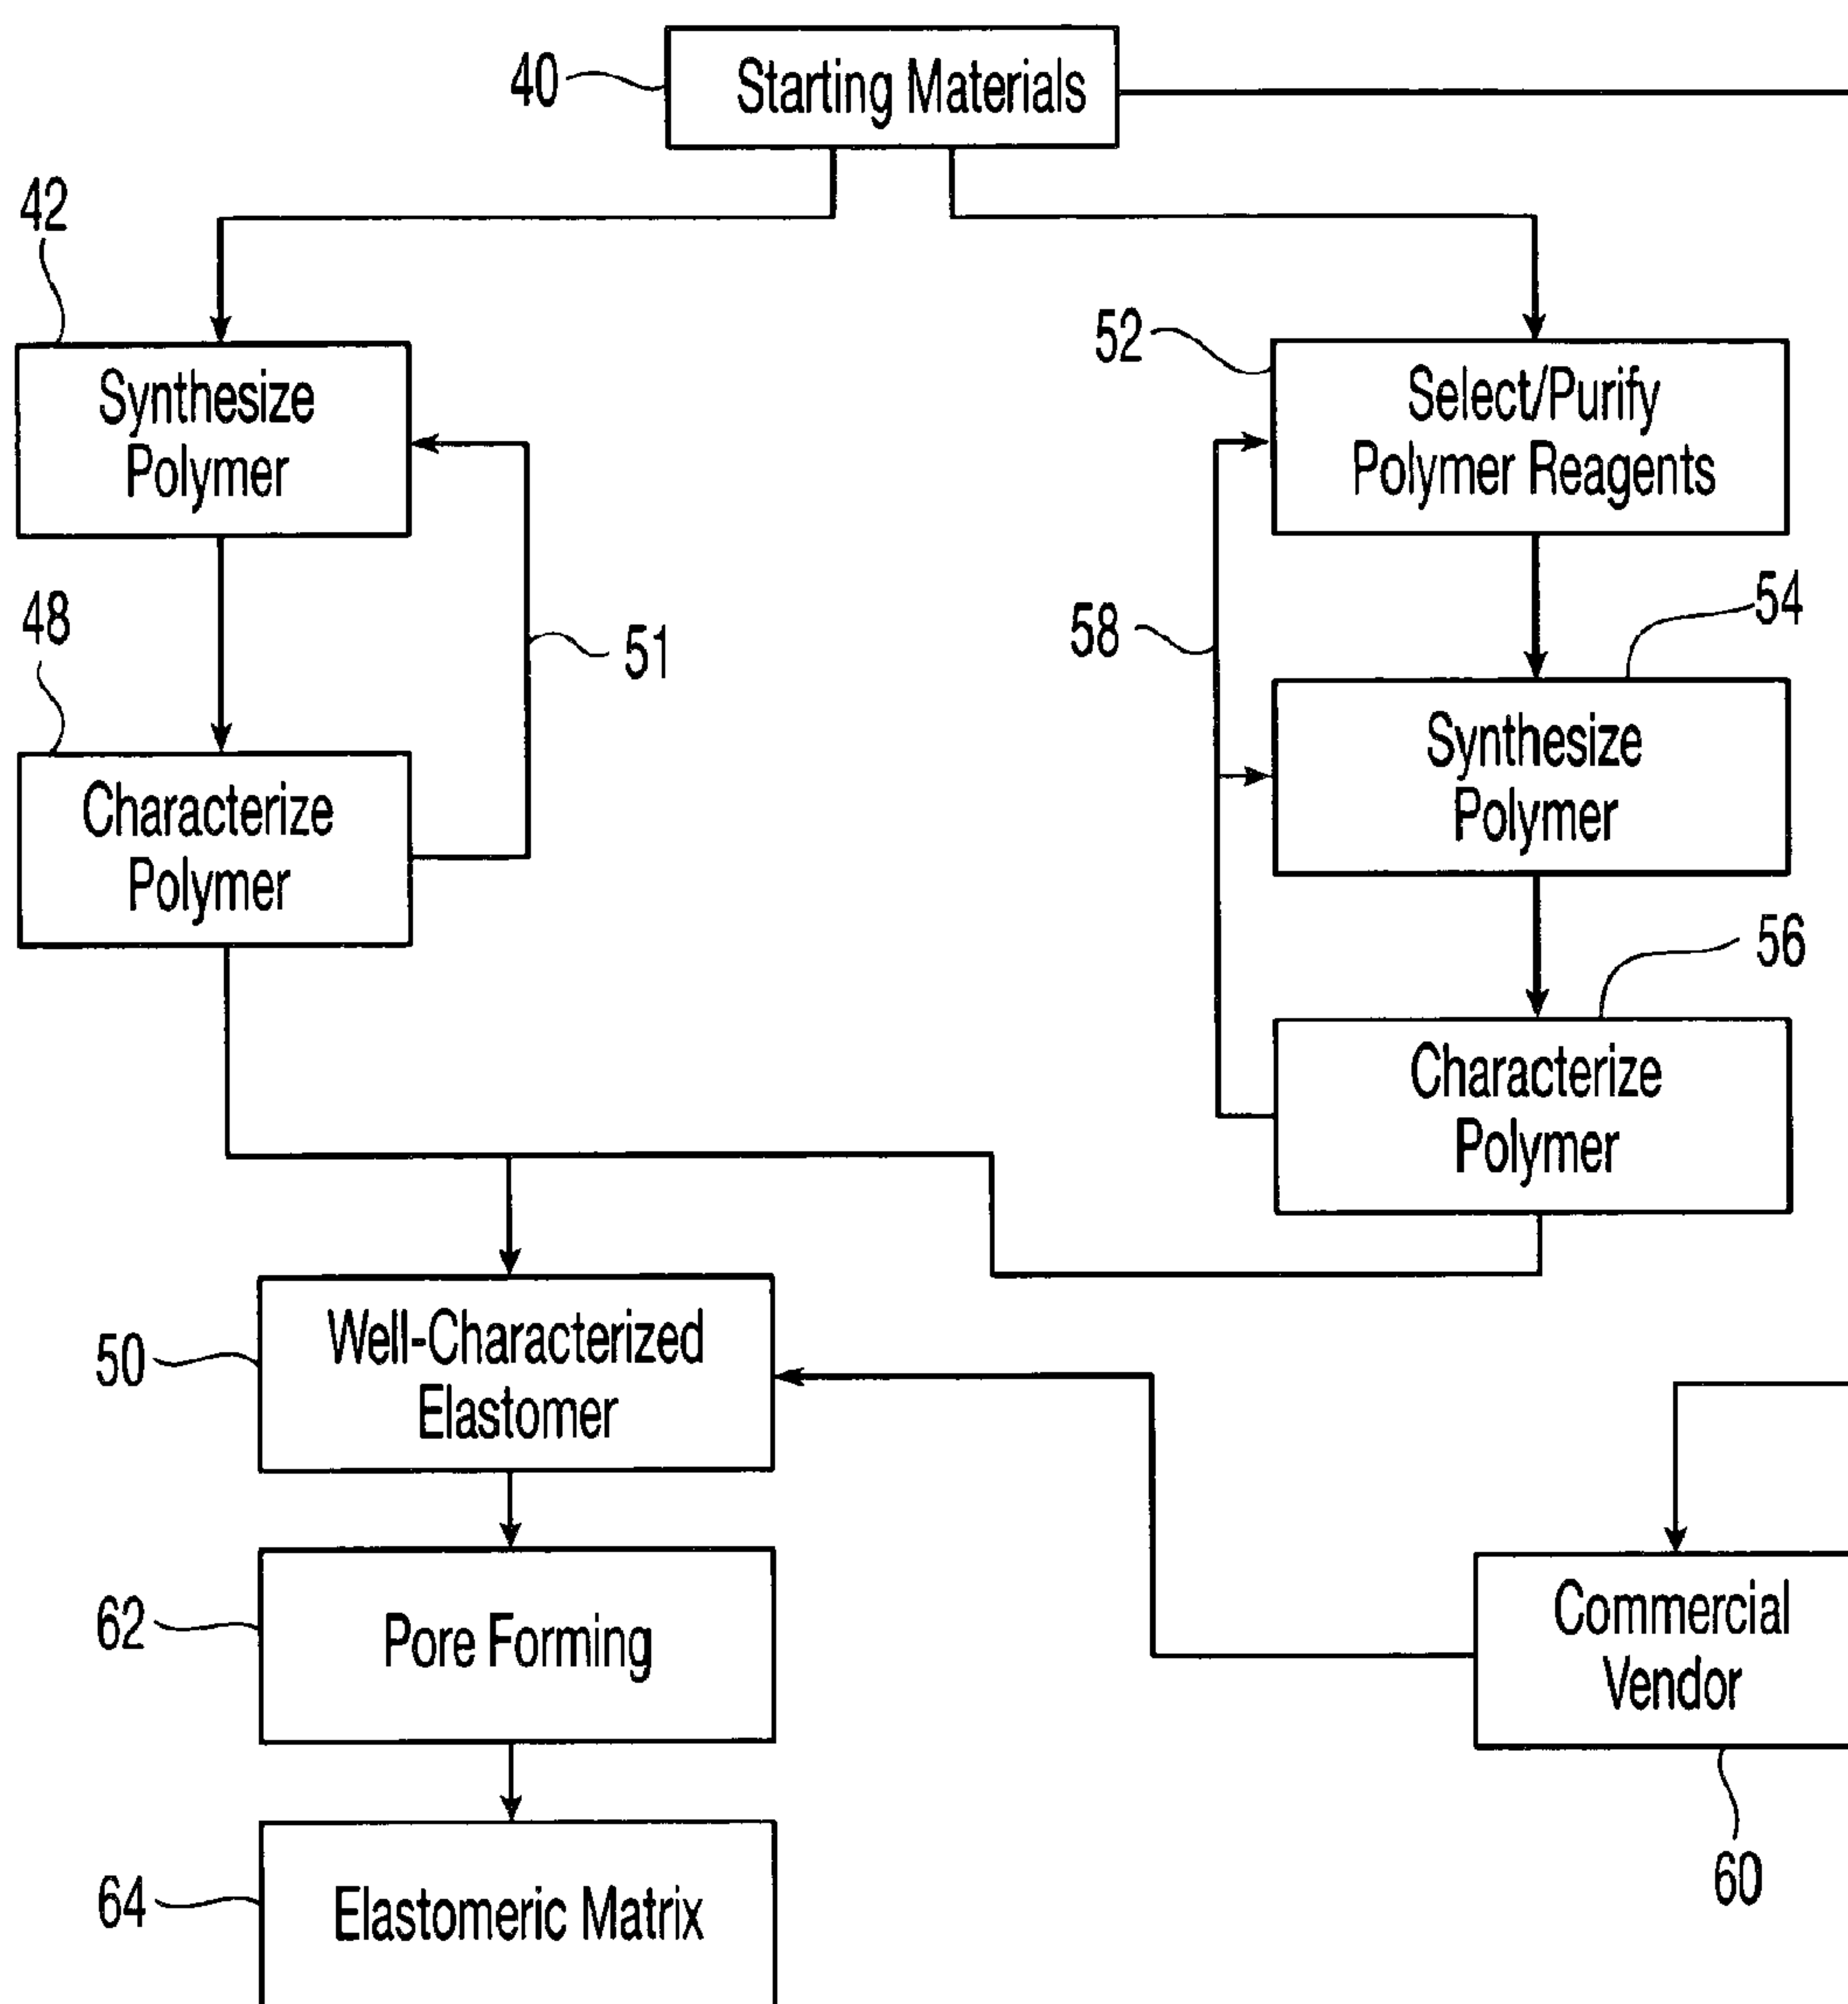 40
Starting Materials
42
Synthesize
Polymer
52
Select/Purify
Polymer Reagents
48
Characterize
Polymer
51
58
54
Synthesize
Polymer
56
Characterize
Polymer
50
Well-Characterized
Elastomer
62
Pore Forming
Commercial
Vendor
60
64
Elastomeric Matrix